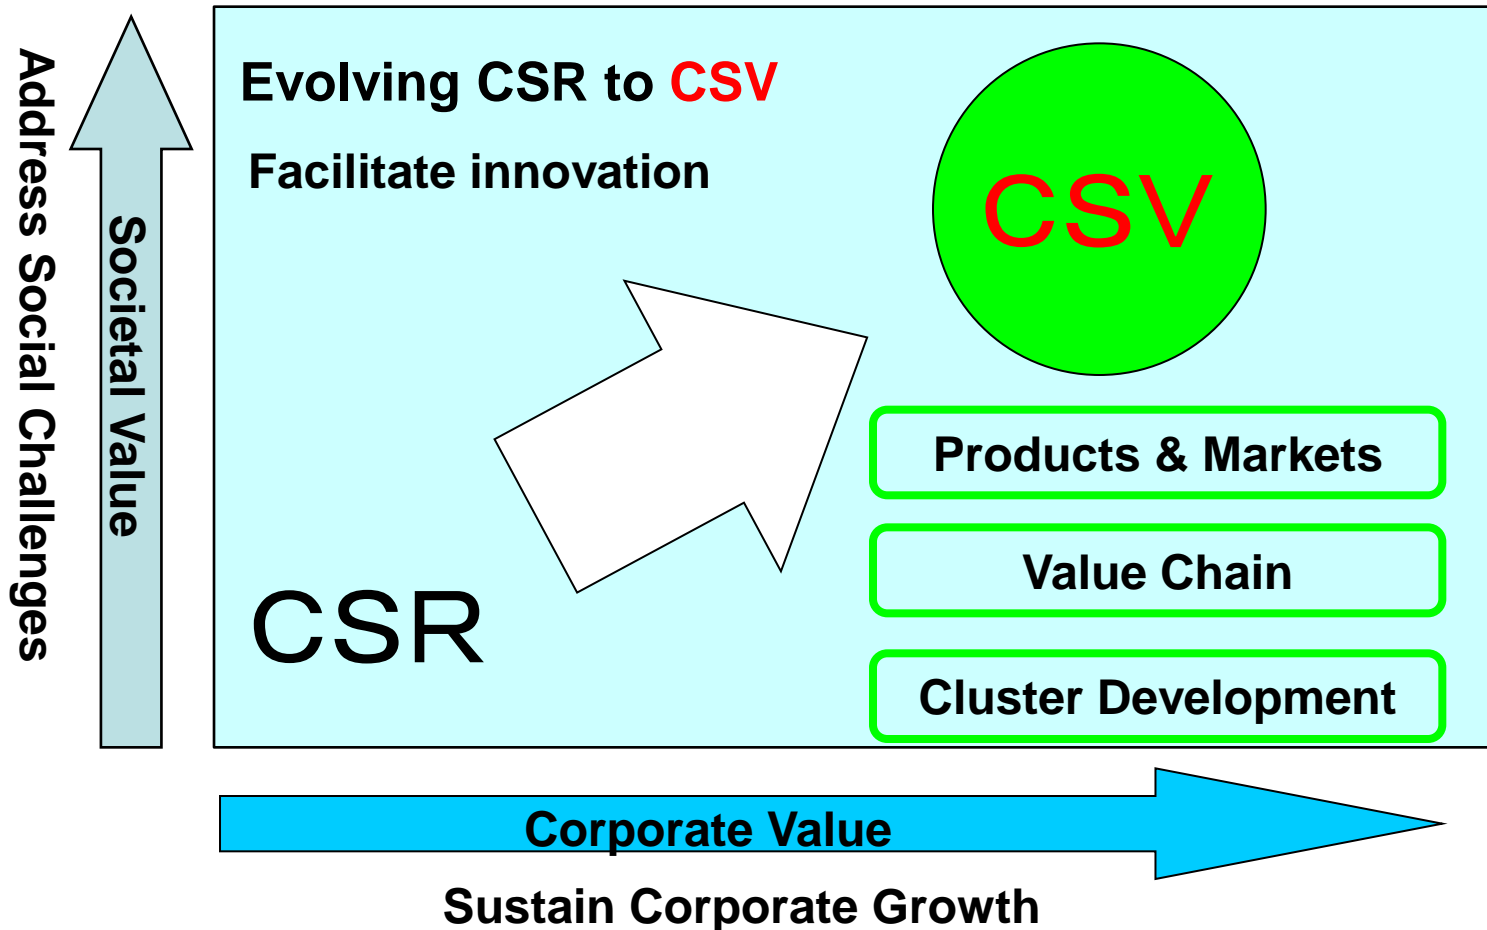 Address Social Challenges
Societal Value
Evolving CSR to CSV
Facilitate innovation
CSV
Products & Markets
Value Chain
Cluster Development
CSR
Corporate Value
Sustain Corporate Growth